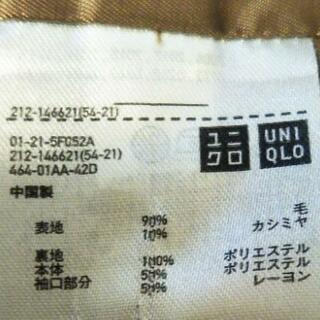 212-146621(54-21)
01-21-5F052A
212-146621(54-21)
464-01AA-42D
ユニクロ
UNIQLO
中国製
毛
表地 90% カシミヤ
10%
裏地 100% ポリエステル
本体 50% ポリエステル
袖口部分 50% レーヨン